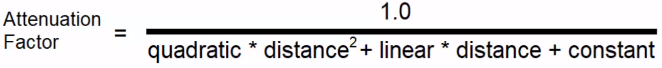 Attenuation
Factor
=
1.0
quadratic * distance² + linear * distance + constant